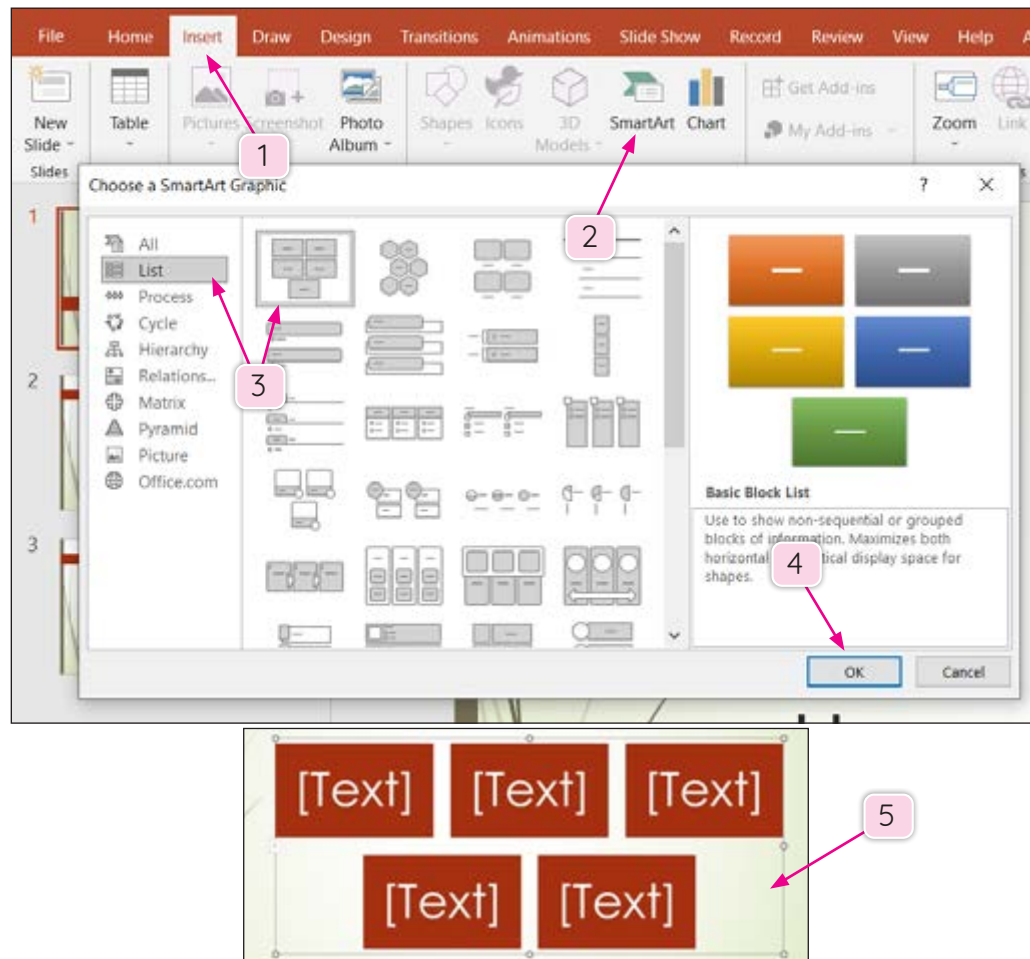 File Home Insert Draw Design Transitions Animations Slide Show Record Review View Help
New Slide Table Pictures Screenshot Photo Album Shapes Icons 3D Models SmartArt Chart Get Add-ins My Add-ins Zoom Link
Slides
1
Choose a SmartArt Graphic ?
2
1
All
List
Process
Cycle
Hierarchy
Relations...
Matrix
Pyramid
Picture
Office.com
3
2
3
Basic Block List
Use to show non-sequential or grouped
blocks of information. Maximizes both
horizontal display space for
shapes.
4
OK Cancel
[Text] [Text] [Text]
5
[Text] [Text]